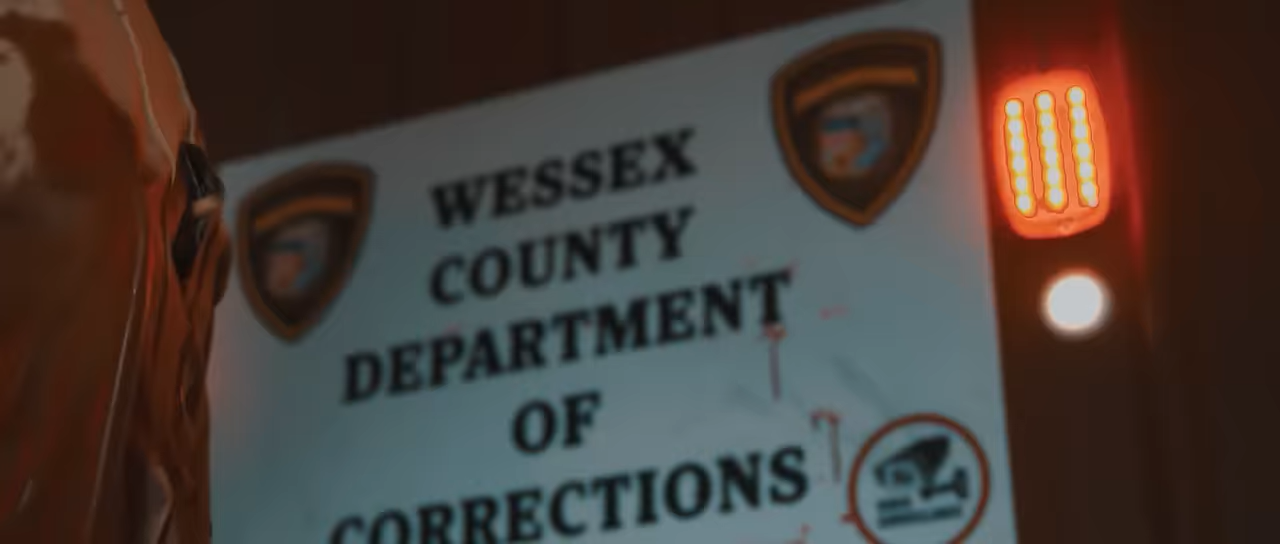 WESSEX
COUNTY
DEPARTMENT
OF
CORRECTIONS